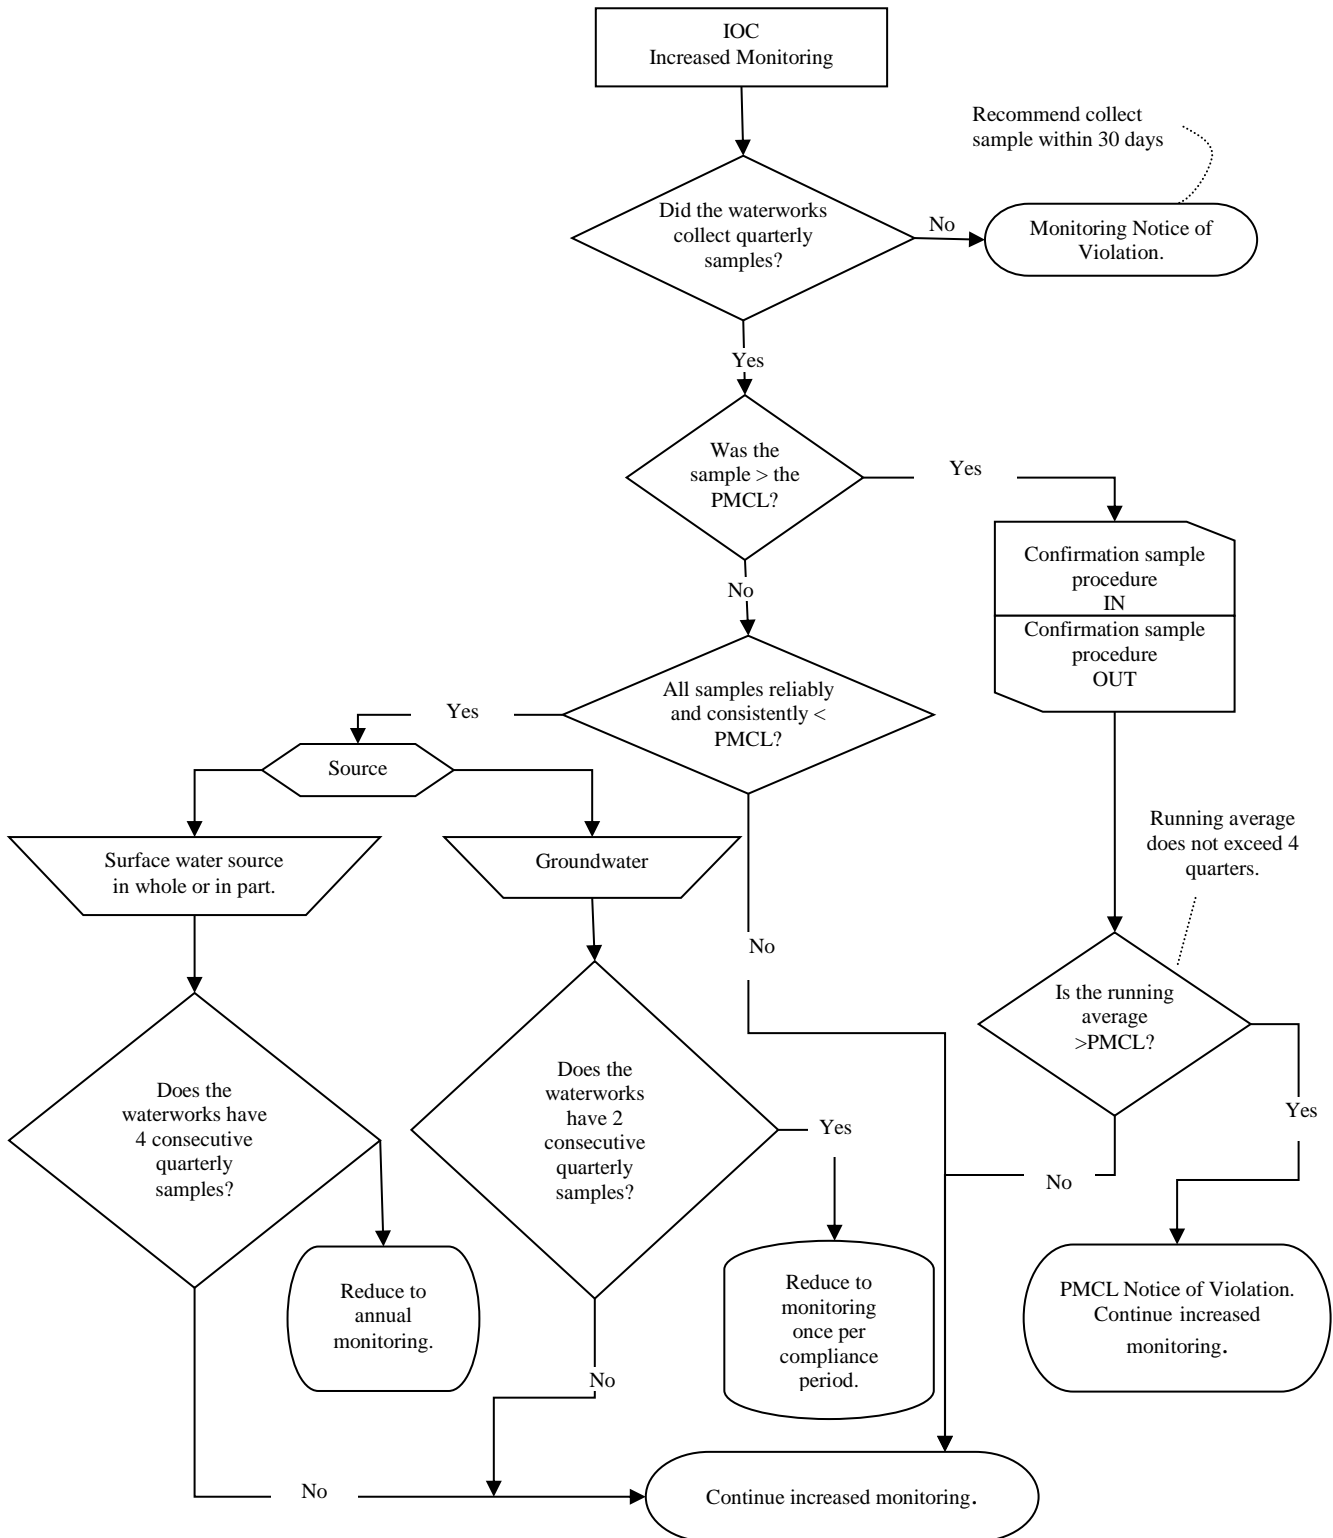 IOC
Increased Monitoring
Recommend collect
sample within 30 days
Did the waterworks
collect quarterly
samples?
No
Monitoring Notice of
Violation.
Yes
Was the
sample > the
PMCL?
Yes
No
Confirmation sample
procedure
IN
Confirmation sample
procedure
OUT
All samples reliably
and consistently <
PMCL?
Yes
Source
Surface water source
in whole or in part.
Groundwater
Running average
does not exceed 4
quarters.
No
Is the running
average
>PMCL?
Does the
waterworks have
4 consecutive
quarterly
samples?
Does the
waterworks
have 2
consecutive
quarterly
samples?
Yes
Yes
No
Reduce to
annual
monitoring.
Reduce to
monitoring
once per
compliance
period.
PMCL Notice of Violation.
Continue increased
monitoring.
No
No
Continue increased monitoring.